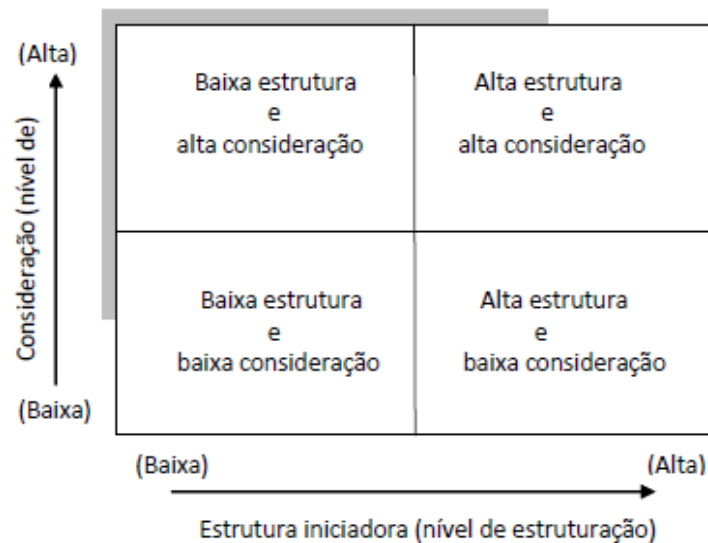 (Alta)
Consideração (nível de)
(Baixa)
Baixa estrutura
e
alta consideração
Alta estrutura
e
alta consideração
Baixa estrutura
e
baixa consideração
Alta estrutura
e
baixa consideração
(Baixa)
(Alta)
Estrutura iniciadora (nível de estruturação)